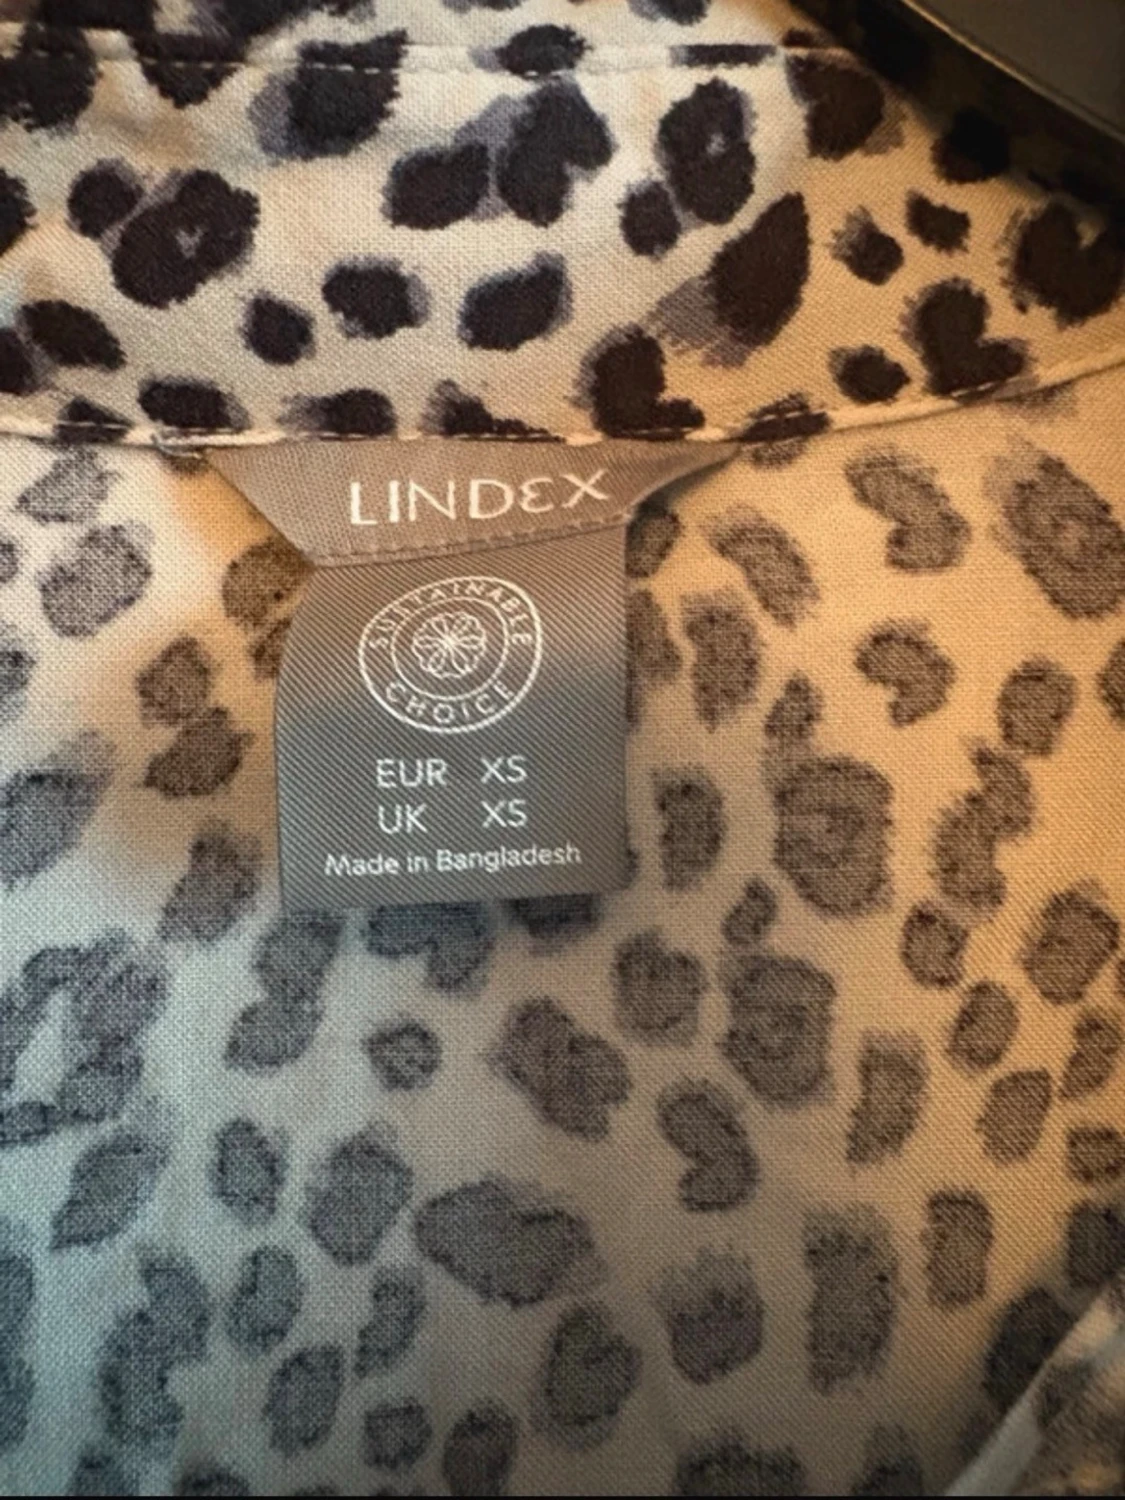 LINDEX
SUSTAINABLE
CHOICE
EUR XS
UK XS
Made in Bangladesh